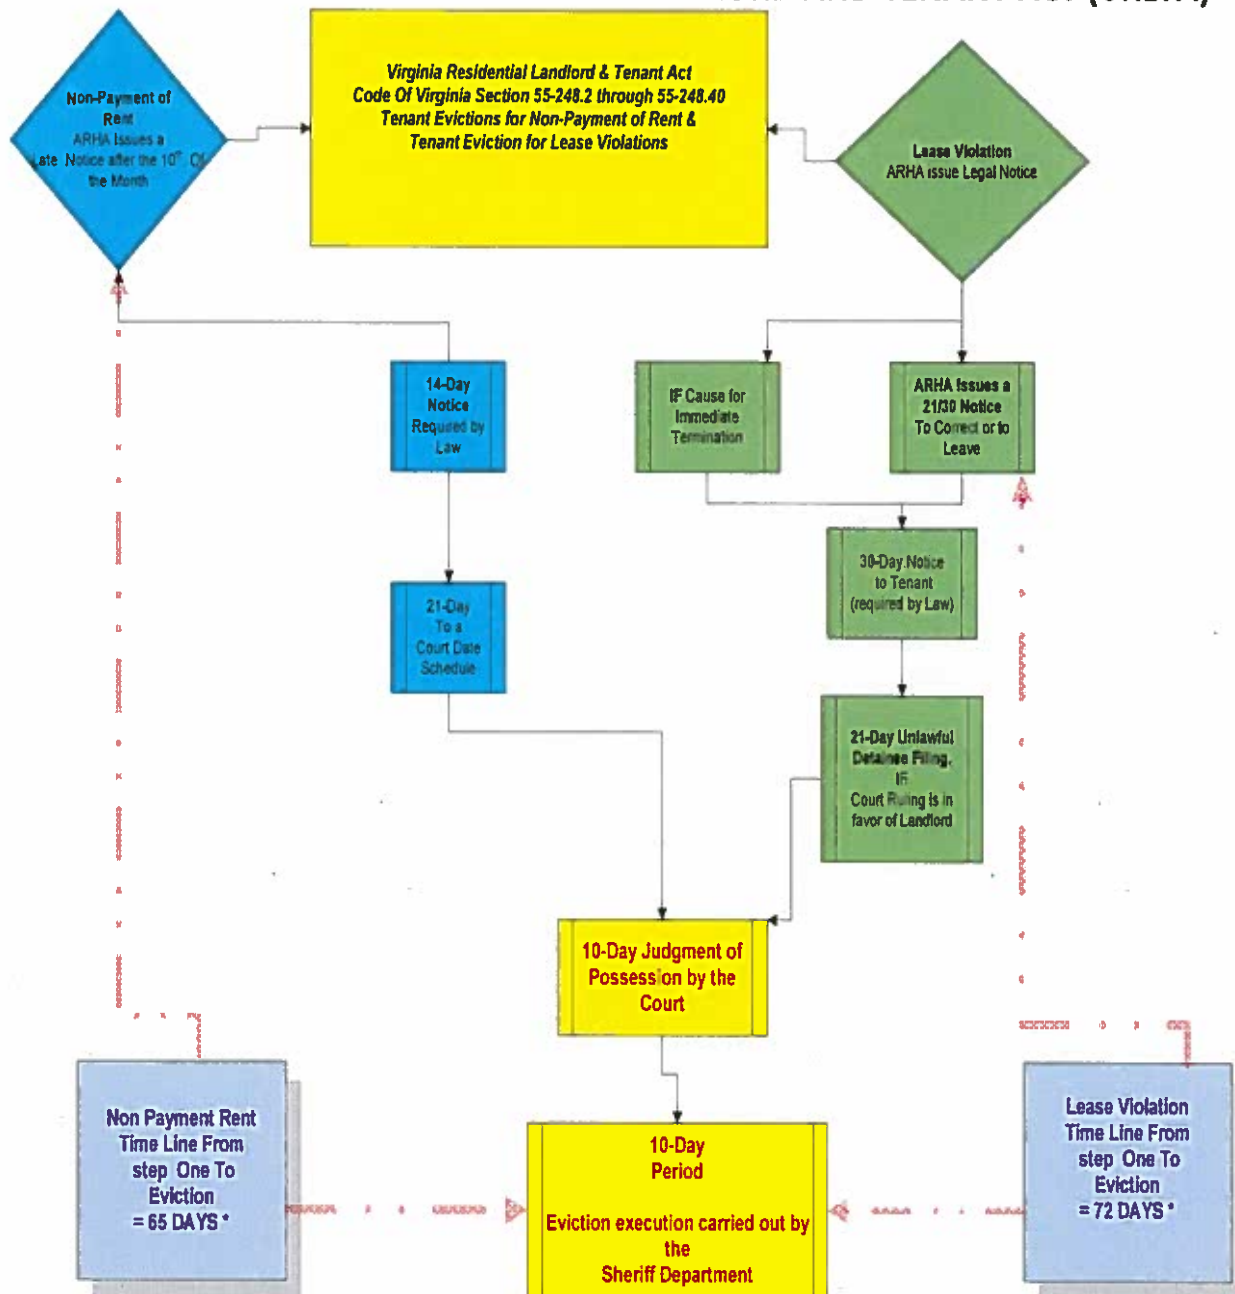 Non-Payment of
Rent
ARHA Issues a
Late Notice after the 10th Of
the Month
Virginia Residential Landlord & Tenant Act
Code Of Virginia Section 55-248.2 through 55-248.40
Tenant Evictions for Non-Payment of Rent &
Tenant Eviction for Lease Violations
Lease Violation
ARHA issue Legal Notice
14-Day
Notice
Required by
Law
IF Cause for
Immediate
Termination
ARHA Issues a
21/30 Notice
To Correct or to
Leave
30-Day Notice
to Tenant
(required by Law)
21-Day
To a
Court Date
Schedule
21-Day Unlawful
Detainee Filing.
IF
Court Ruling is in
favor of Landlord
10-Day Judgment of
Possession by the
Court
Non Payment Rent
Time Line From
step One To
Eviction
= 65 DAYS *
10-Day
Period
Eviction execution carried out by
the
Sheriff Department
Lease Violation
Time Line From
step One To
Eviction
= 72 DAYS *